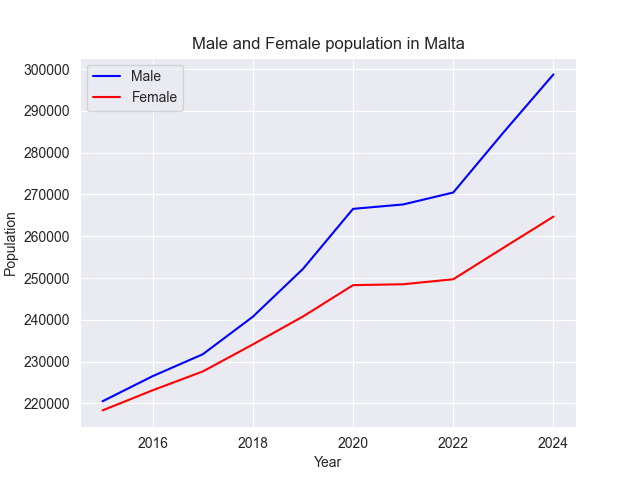 Male and Female population in Malta
Male
Female
300000
290000
280000
270000
260000
250000
240000
230000
220000
Population
2016
2018
2020
2022
2024
Year